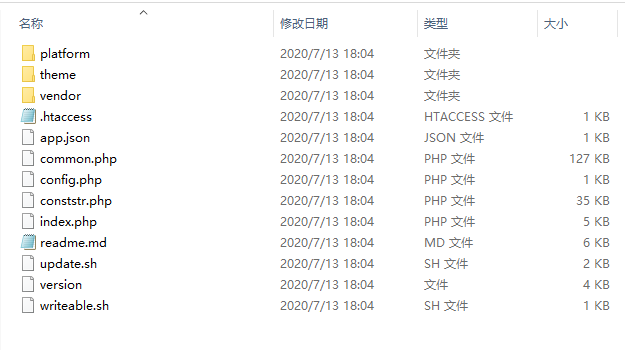 名称 修改日期 类型 大小
platform 2020/7/13 18:04 文件夹
theme 2020/7/13 18:04 文件夹
vendor 2020/7/13 18:04 文件夹
.htaccess 2020/7/13 18:04 HTACCESS 文件 1 KB
app.json 2020/7/13 18:04 JSON 文件 1 KB
common.php 2020/7/13 18:04 PHP 文件 127 KB
config.php 2020/7/13 18:04 PHP 文件 1 KB
conststr.php 2020/7/13 18:04 PHP 文件 35 KB
index.php 2020/7/13 18:04 PHP 文件 5 KB
readme.md 2020/7/13 18:04 MD 文件 6 KB
update.sh 2020/7/13 18:04 SH 文件 2 KB
version 2020/7/13 18:04 文件 4 KB
writeable.sh 2020/7/13 18:04 SH 文件 1 KB